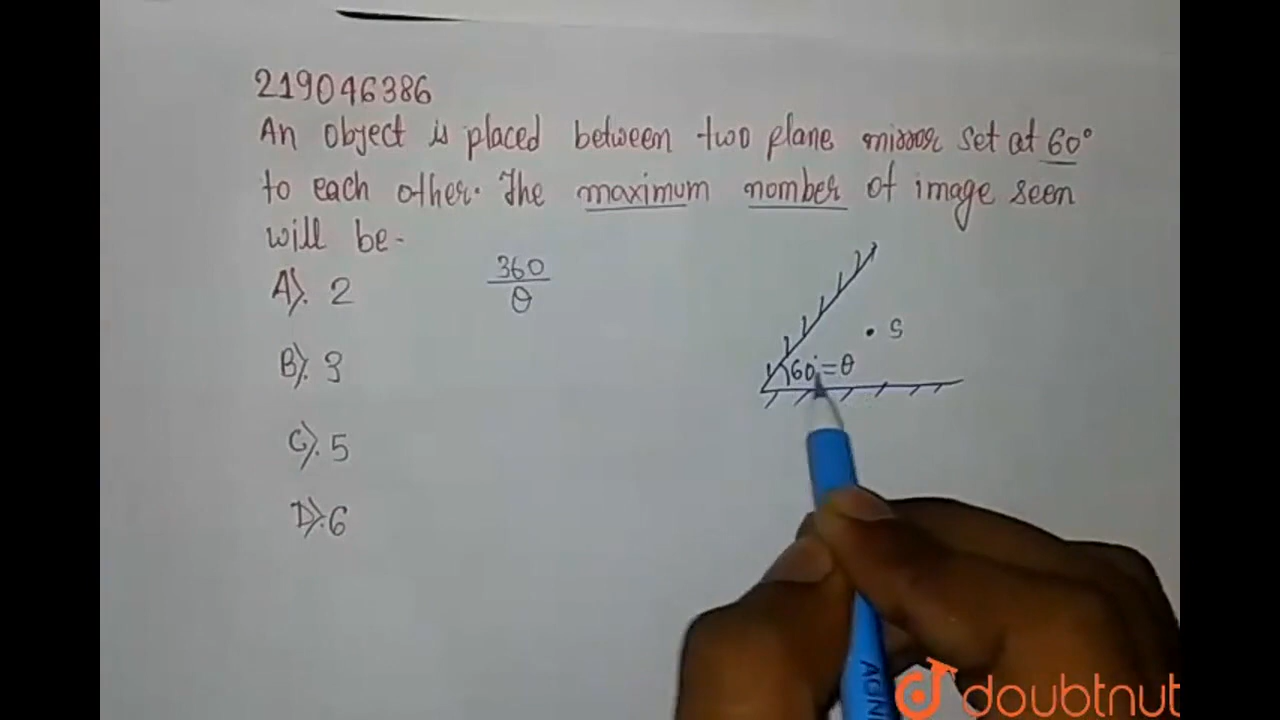 219046386
An object is placed between two plane mirror set at 60°
to each other. The maximum nomber of image seen
will be-
A). 2
360
θ
B). 3
C). 5
D). 6
S
60°=θ
AGNI
doubtnut